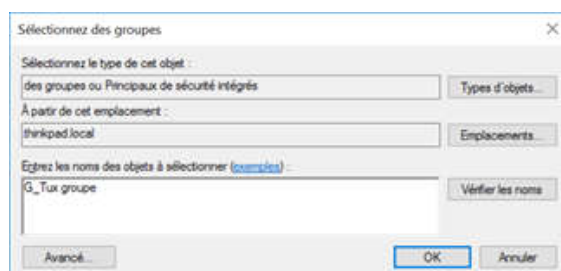 Sélectionnez des groupes
Sélectionnez le type de cet objet :
des groupes ou Principaux de sécurité intégrés
Types d'objets...
À partir de cet emplacement :
thinkpad.local
Emplacements...
Entrez les noms des objets à sélectionner (exemples) :
G_Tux groupe
Vérifier les noms
Avancé...
OK
Annuler